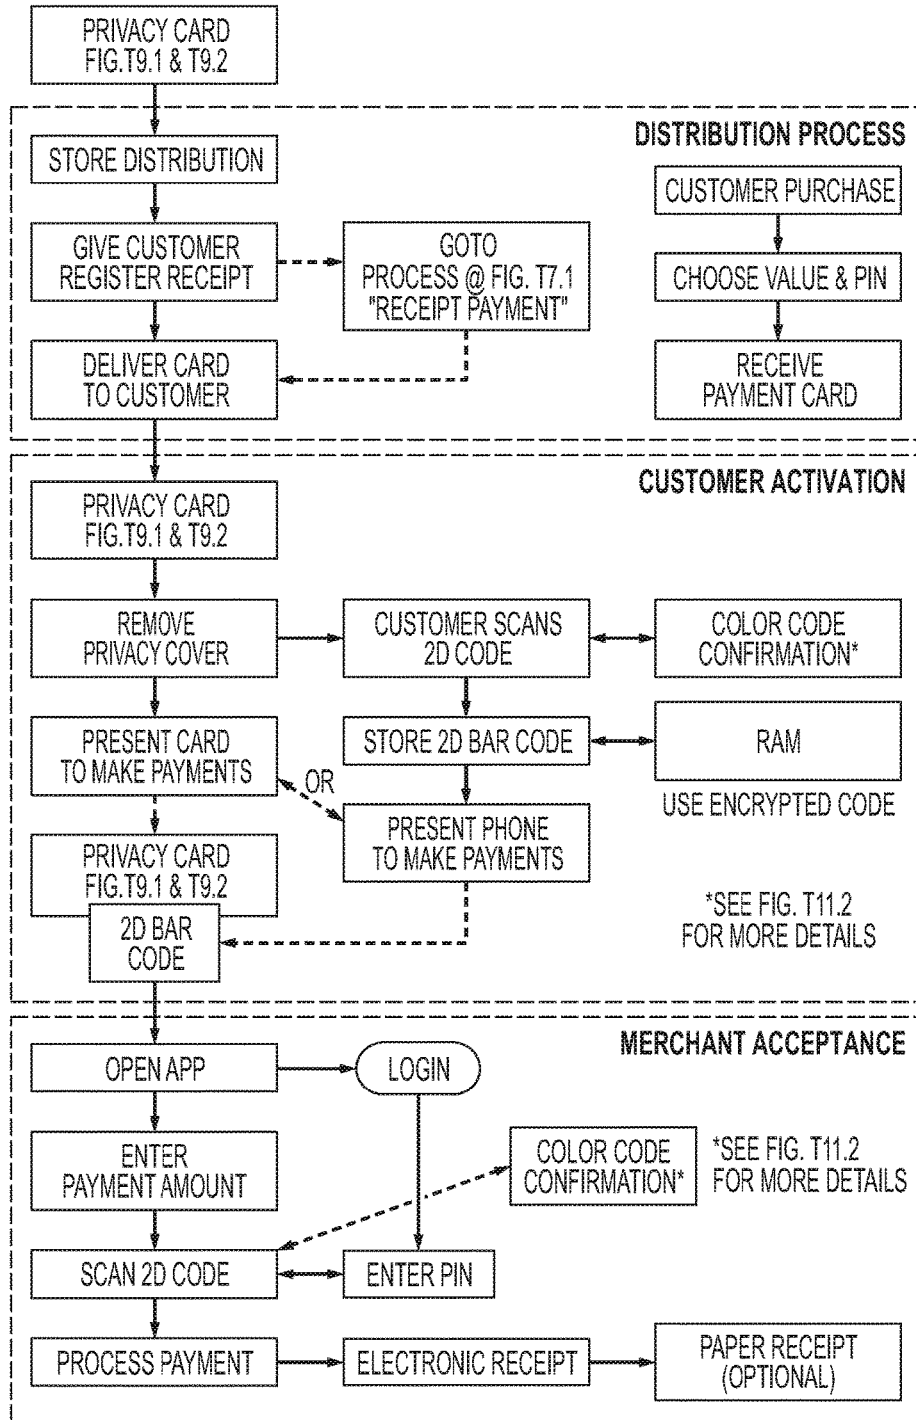 PRIVACY CARD
FIG.T9.1 & T9.2
DISTRIBUTION PROCESS
STORE DISTRIBUTION
CUSTOMER PURCHASE
GIVE CUSTOMER
REGISTER RECEIPT
GOTO
PROCESS @ FIG. T7.1
"RECEIPT PAYMENT"
CHOOSE VALUE & PIN
DELIVER CARD
TO CUSTOMER
RECEIVE
PAYMENT CARD
CUSTOMER ACTIVATION
PRIVACY CARD
FIG.T9.1 & T9.2
REMOVE
PRIVACY COVER
CUSTOMER SCANS
2D CODE
COLOR CODE
CONFIRMATION*
PRESENT CARD
TO MAKE PAYMENTS
STORE 2D BAR CODE
RAM
USE ENCRYPTED CODE
OR
PRESENT PHONE
TO MAKE PAYMENTS
PRIVACY CARD
FIG.T9.1 & T9.2
2D BAR
CODE
*SEE FIG. T11.2
FOR MORE DETAILS
MERCHANT ACCEPTANCE
OPEN APP
LOGIN
ENTER
PAYMENT AMOUNT
COLOR CODE
CONFIRMATION*
*SEE FIG. T11.2
FOR MORE DETAILS
SCAN 2D CODE
ENTER PIN
PROCESS PAYMENT
ELECTRONIC RECEIPT
PAPER RECEIPT
(OPTIONAL)